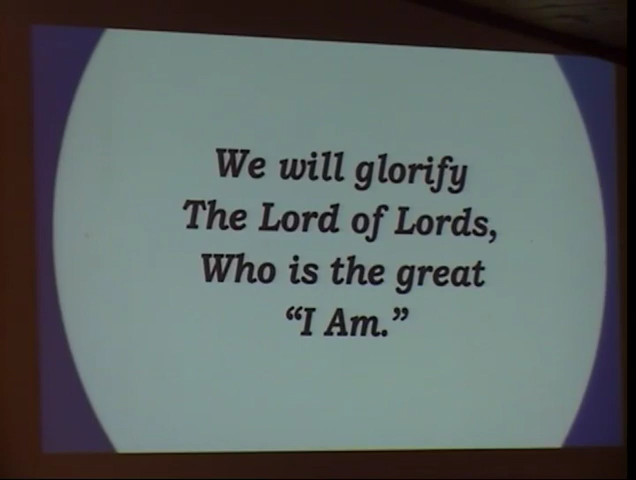 We will glorify
The Lord of Lords,
Who is the great
“I Am.”